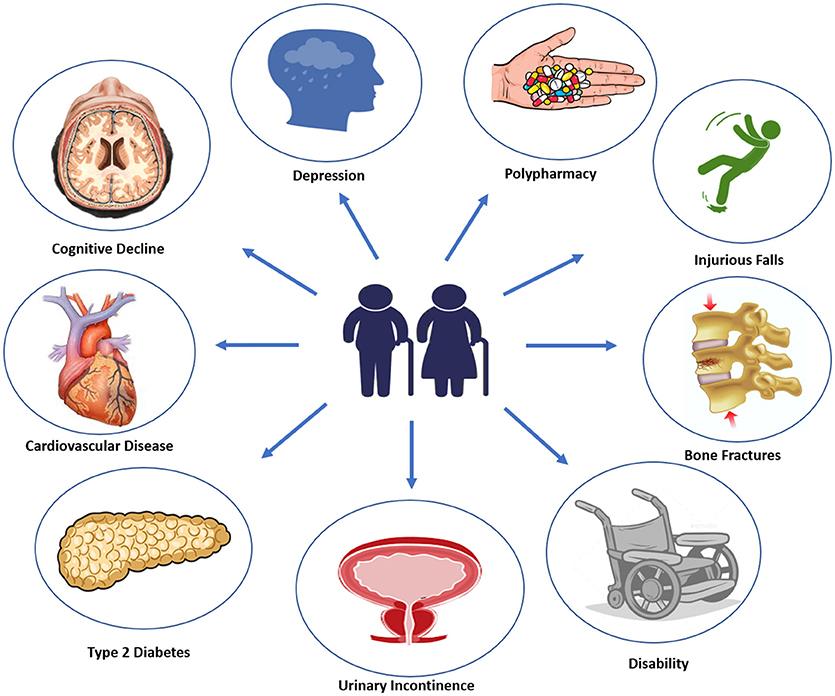 Depression
Polypharmacy
Cognitive Decline
Injurious Falls
Cardiovascular Disease
Bone Fractures
Type 2 Diabetes
Urinary Incontinence
Disability